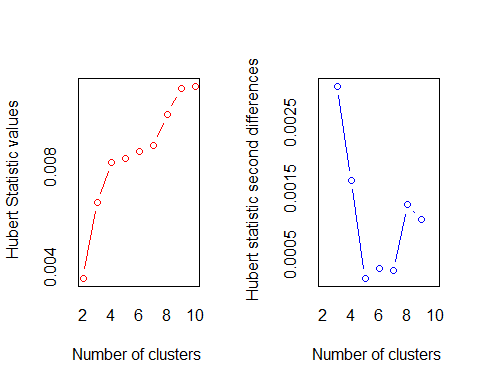 Hubert Statistic values
0.004
0.008
2 4 6 8 10
Number of clusters
Hubert statistic second differences
0.0005
0.0015
0.0025
2 4 6 8 10
Number of clusters